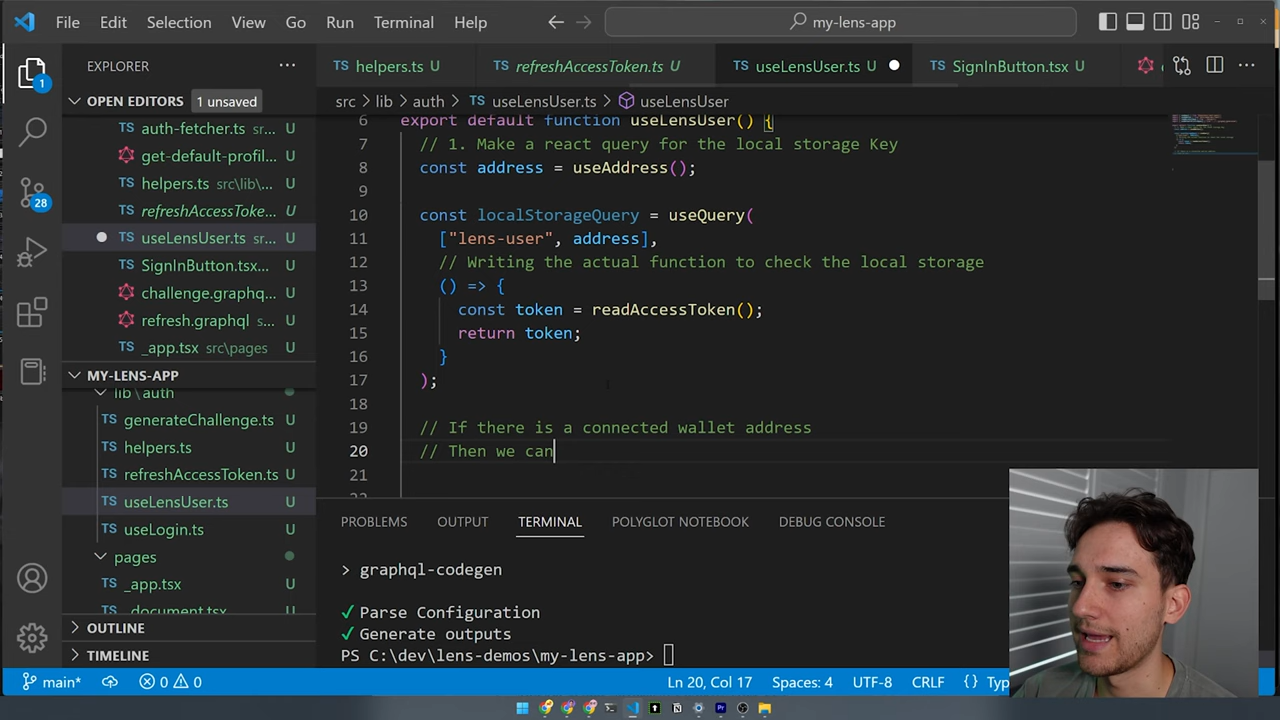 File Edit Selection View Go Run Terminal Help my-lens-app
EXPLORER
TS helpers.ts U TS refreshAccessToken.ts U TS useLensUser.ts U TS SignInButton.tsx U
OPEN EDITORS 1 unsaved
src > lib > auth > TS useLensUser.ts > useLensUser
auth-fetcher.ts sr... U
get-default-profil... U
TS helpers.ts src\lib\... U
TS refreshAccessToke... U
TS useLensUser.ts sr... U
TS SignInButton.tsx... U
challenge.graphq... U
refresh.graphql s... U
TS _app.tsx src\pages U
MY-LENS-APP
lib \ auth
TS generateChallenge.ts U
TS helpers.ts U
TS refreshAccessToken.ts U
TS useLensUser.ts U
TS useLogin.ts U
pages
TS _app.tsx U
TS _document.tsx U
OUTLINE
TIMELINE
1
28
6 export default function useLensUser() {
7 // 1. Make a react query for the local storage Key
8 const address = useAddress();
9
10 const localStorageQuery = useQuery(
11 ["lens-user", address],
12 // Writing the actual function to check the local storage
13 () => {
14 const token = readAccessToken();
15 return token;
16 }
17 );
18
19 // If there is a connected wallet address
20 // Then we can
21
PROBLEMS OUTPUT TERMINAL POLYGLOT NOTEBOOK DEBUG CONSOLE
> graphql-codegen
✓ Parse Configuration
✓ Generate outputs
PS C:\dev\lens-demos\my-lens-app>
main* 0 0 Ln 20, Col 17 Spaces: 4 UTF-8 CRLF {} Typ